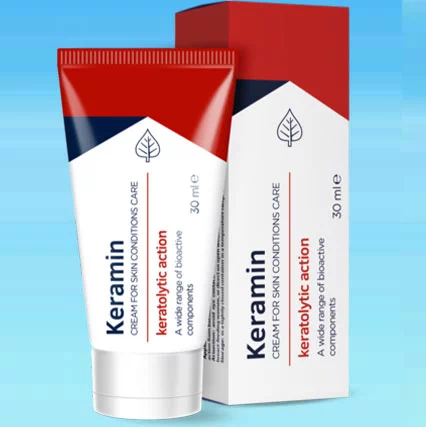 Keramin
CREAM FOR SKIN CONDITIONS CARE
keratolytic action
A wide range of bioactive
components
30 ml℮
Keramin
CREAM FOR SKIN CONDITIONS CARE
keratolytic action
A wide range of bioactive
components
30 ml℮